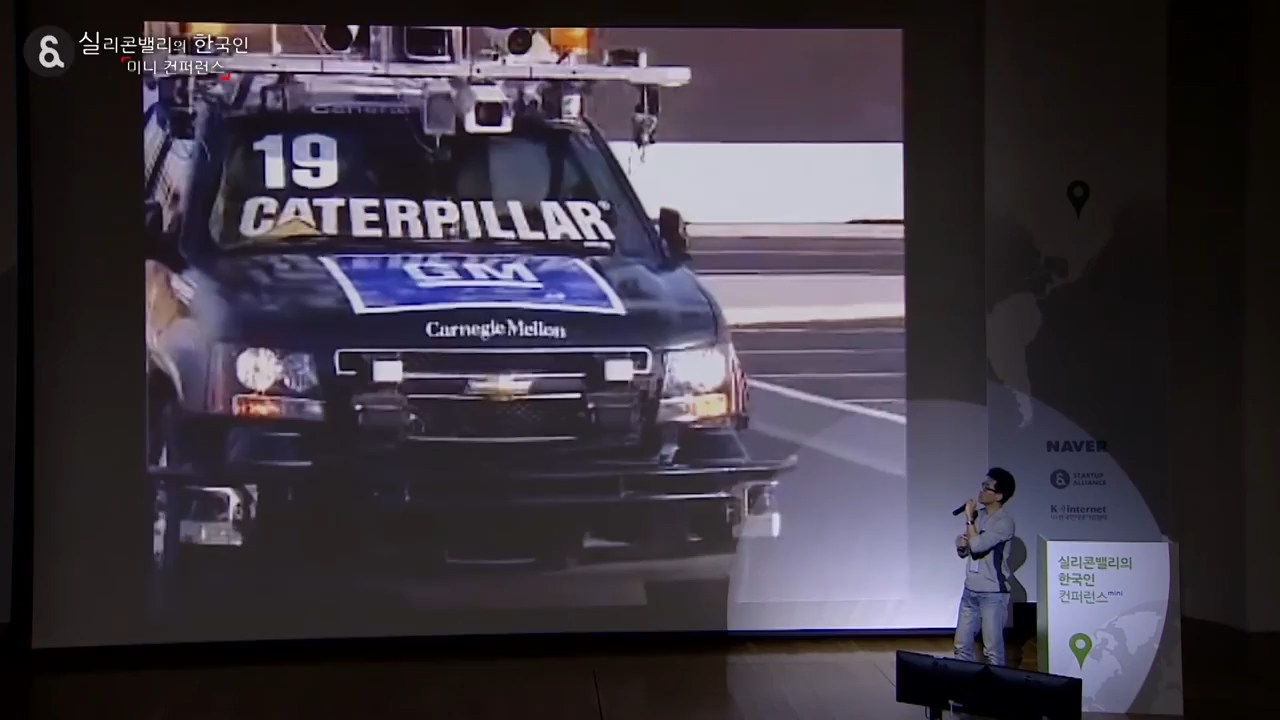 실리콘밸리의 한국인
미니 컨퍼런스
19
CATERPILLAR®
GM
Carnegie Mellon
NAVER
STARTUP
ALLIANCE
K internet
실리콘밸리의
한국인
컨퍼런스 mini